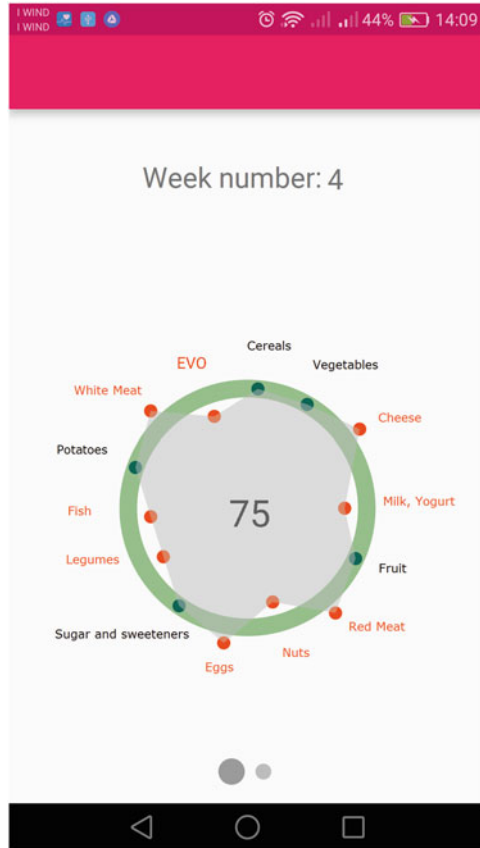 I WIND
I WIND
44% 14:09
Week number: 4
Cereals
EVO
Vegetables
White Meat
Cheese
Potatoes
Milk, Yogurt
Fish
75
Legumes
Fruit
Red Meat
Sugar and sweeteners
Nuts
Eggs